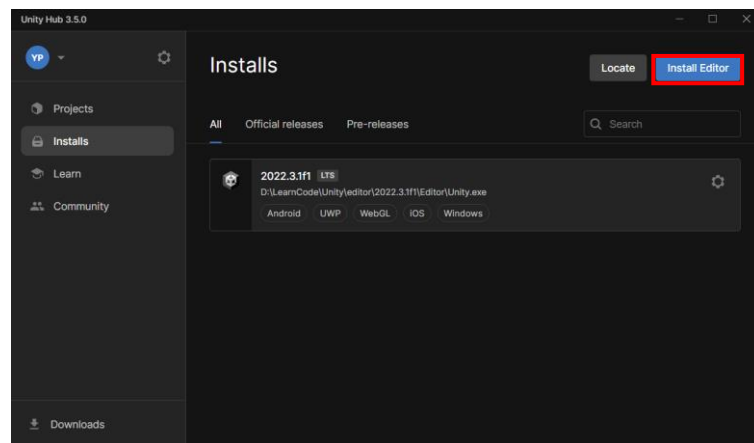 Unity Hub 3.5.0
YP
Projects
Installs
Learn
Community
Downloads
Installs
Locate
Install Editor
All
Official releases
Pre-releases
Search
2022.3.1f1 LTS
D:\LearnCode\Unity\editor\2022.3.1f1\Editor\Unity.exe
Android UWP WebGL iOS Windows